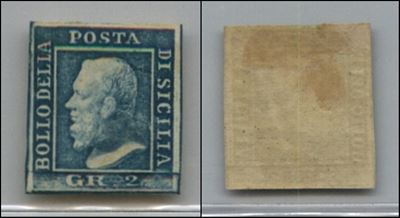 BOLLO DELLA
POSTA
DI SICILIA
GR. 2